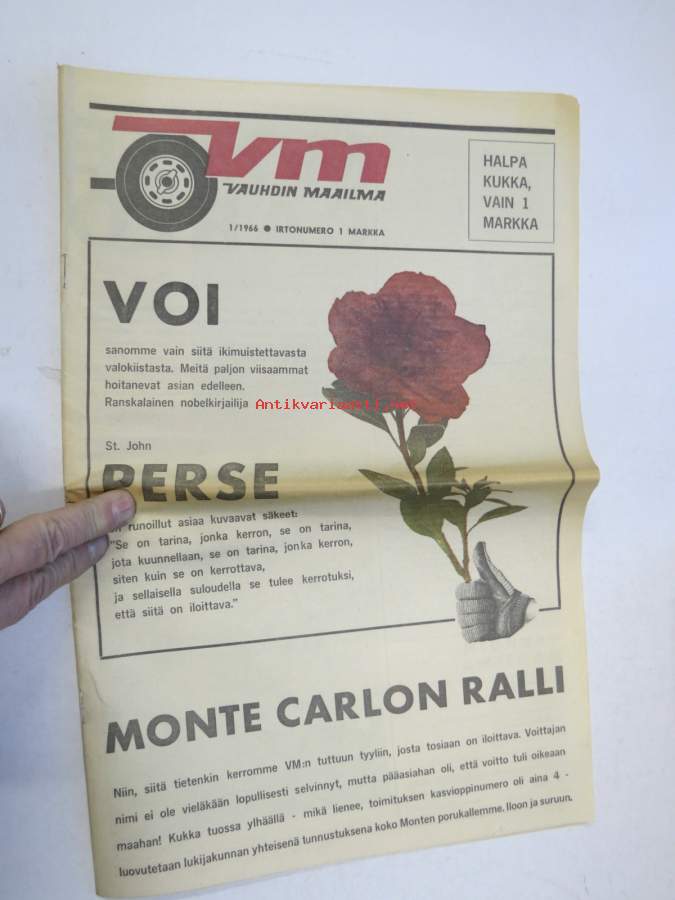 Vm
VAUHDIN MAAILMA
1/1966 ● IRTONUMERO 1 MARKKA
HALPA
KUKKA,
VAIN 1
MARKKA
VOI
sanomme vain siitä ikimuistettavasta
valokiistasta. Meitä paljon viisaammat
hoitanevat asian edelleen.
Ranskalainen nobelkirjailija
Antikvariaatti.net
St. John
PERSE
runoillut asiaa kuvaavat säkeet:
"Se on tarina, jonka kerron, se on tarina,
jota kuunnellaan, se on tarina, jonka kerron,
siten kuin se on kerrottava,
ja sellaisella suloudella se tulee kerrotuksi,
että siitä on iloittava."
MONTE CARLON RALLI
Niin, siitä tietenkin kerromme VM:n tuttuun tyyliin, josta tosiaan on iloittava. Voittajan
nimi ei ole vieläkään lopullisesti selvinnyt, mutta pääasiahan oli, että voitto tuli oikeaan
maahan! Kukka tuossa ylhäällä - mikä lienee, toimituksen kasvioppinumero oli aina 4 -
luovutetaan lukijakunnan yhteisenä tunnustuksena koko Monten porukallemme. Iloon ja suruun.